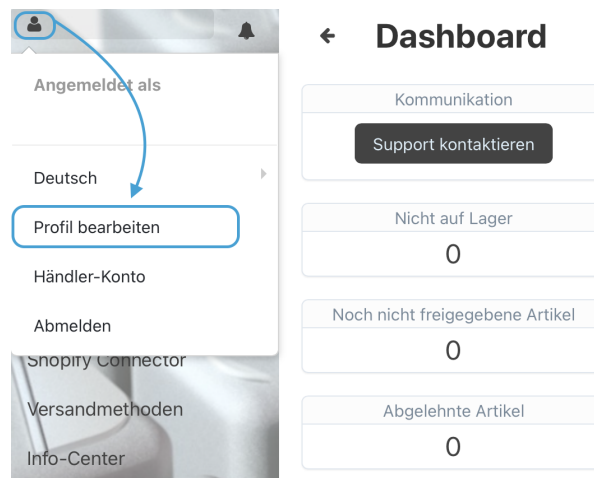 Angemeldet als
Deutsch
Profil bearbeiten
Händler-Konto
Abmelden
Shopify Connector
Versandmethoden
Info-Center
Dashboard
Kommunikation
Support kontaktieren
Nicht auf Lager
0
Noch nicht freigegebene Artikel
0
Abgelehnte Artikel
0